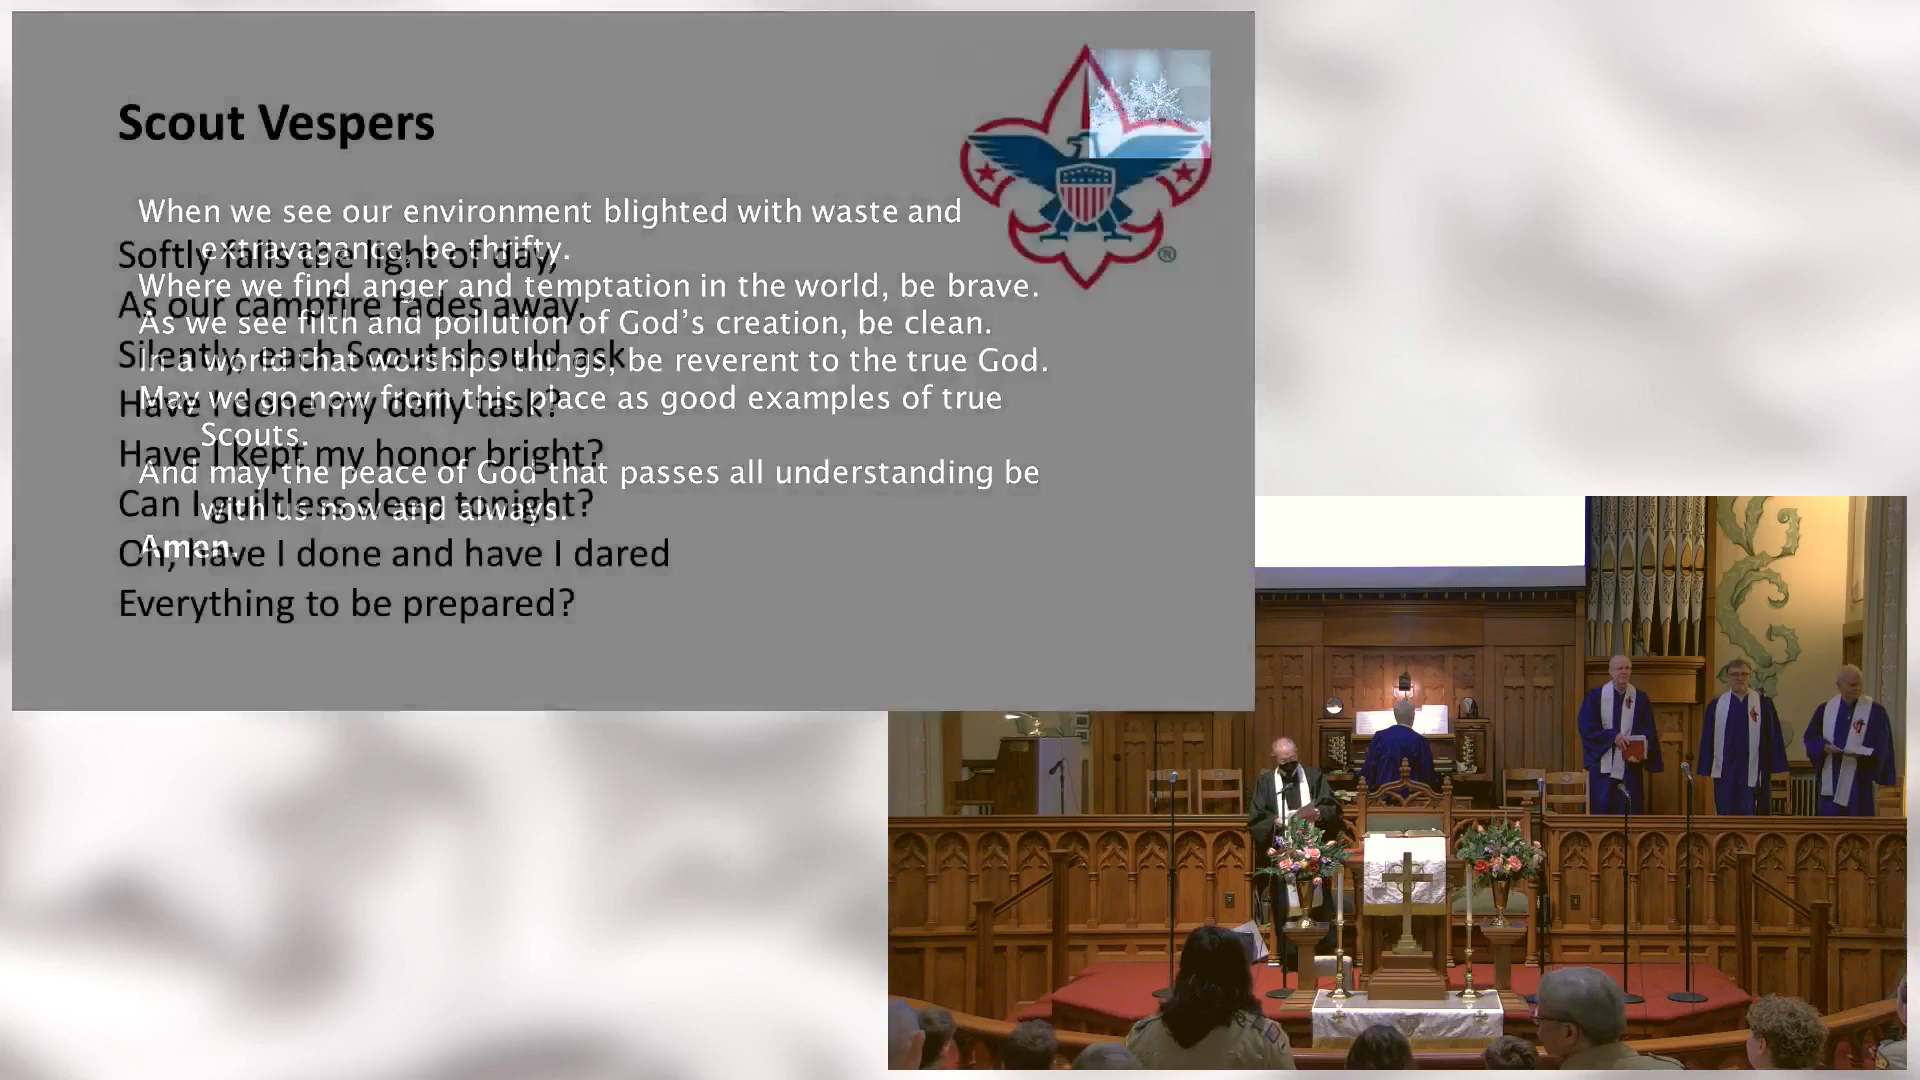 Scout Vespers
When we see our environment blighted with waste and
extravagance, be thrifty.
Where we find anger and temptation in the world, be brave.
As we see filth and pollution of God's creation, be clean.
In a world that worships things, be reverent to the true God.
May we go now from this place as good examples of true
Scouts.
And may the peace of God that passes all understanding be
with us now and always.
Amen.
Softly falls the light of day,
As our campfire fades away.
Silently, each Scout should ask
Have I done my daily task?
Have I kept my honor bright?
Can I guiltless sleep tonight?
Oh, have I done and have I dared
Everything to be prepared?
®